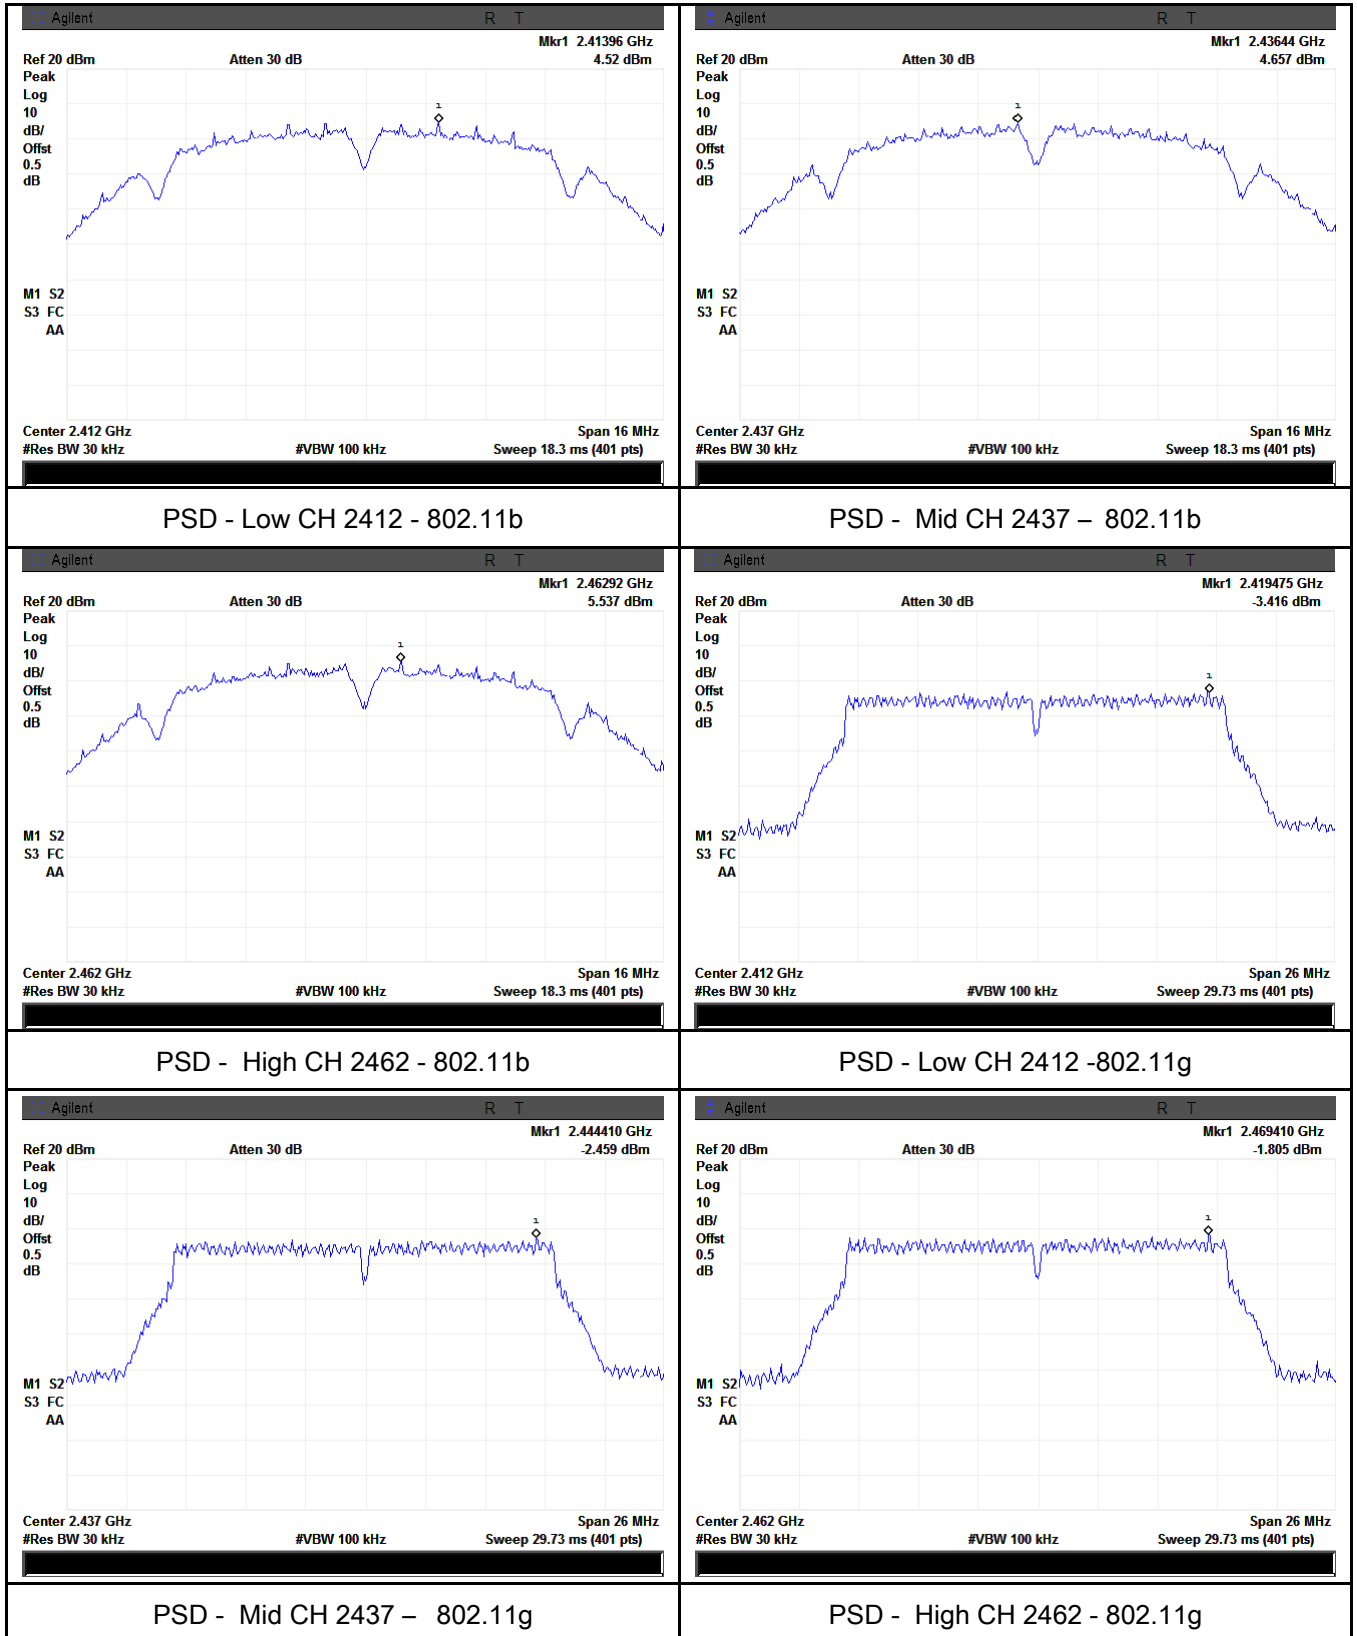 Agilent R T
Mkr1 2.41396 GHz
Ref 20 dBm Atten 30 dB 4.52 dBm
Peak
Log
10
dB/
Offst
0.5
dB
1
M1 S2
S3 FC
AA
Center 2.412 GHz Span 16 MHz
#Res BW 30 kHz #VBW 100 kHz Sweep 18.3 ms (401 pts)
PSD - Low CH 2412 - 802.11b
Agilent R T
Mkr1 2.43644 GHz
Ref 20 dBm Atten 30 dB 4.657 dBm
Peak
Log
10
dB/
Offst
0.5
dB
1
M1 S2
S3 FC
AA
Center 2.437 GHz Span 16 MHz
#Res BW 30 kHz #VBW 100 kHz Sweep 18.3 ms (401 pts)
PSD - Mid CH 2437 – 802.11b
Agilent R T
Mkr1 2.46292 GHz
Ref 20 dBm Atten 30 dB 5.537 dBm
Peak
Log
10
dB/
Offst
0.5
dB
1
M1 S2
S3 FC
AA
Center 2.462 GHz Span 16 MHz
#Res BW 30 kHz #VBW 100 kHz Sweep 18.3 ms (401 pts)
PSD - High CH 2462 - 802.11b
Agilent R T
Mkr1 2.419475 GHz
Ref 20 dBm Atten 30 dB -3.416 dBm
Peak
Log
10
dB/
Offst
0.5
dB
1
M1 S2
S3 FC
AA
Center 2.412 GHz Span 26 MHz
#Res BW 30 kHz #VBW 100 kHz Sweep 29.73 ms (401 pts)
PSD - Low CH 2412 -802.11g
Agilent R T
Mkr1 2.444410 GHz
Ref 20 dBm Atten 30 dB -2.459 dBm
Peak
Log
10
dB/
Offst
0.5
dB
1
M1 S2
S3 FC
AA
Center 2.437 GHz Span 26 MHz
#Res BW 30 kHz #VBW 100 kHz Sweep 29.73 ms (401 pts)
PSD - Mid CH 2437 – 802.11g
Agilent R T
Mkr1 2.469410 GHz
Ref 20 dBm Atten 30 dB -1.805 dBm
Peak
Log
10
dB/
Offst
0.5
dB
1
M1 S2
S3 FC
AA
Center 2.462 GHz Span 26 MHz
#Res BW 30 kHz #VBW 100 kHz Sweep 29.73 ms (401 pts)
PSD - High CH 2462 - 802.11g